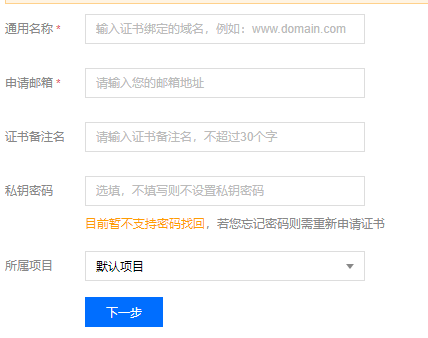 通用名称 * 输入证书绑定的域名，例如：www.domain.com
申请邮箱 * 请输入您的邮箱地址
证书备注名 请输入证书备注名，不超过30个字
私钥密码 选填，不填写则不设置私钥密码
目前暂不支持密码找回，若您忘记密码则需重新申请证书
所属项目 默认项目
下一步